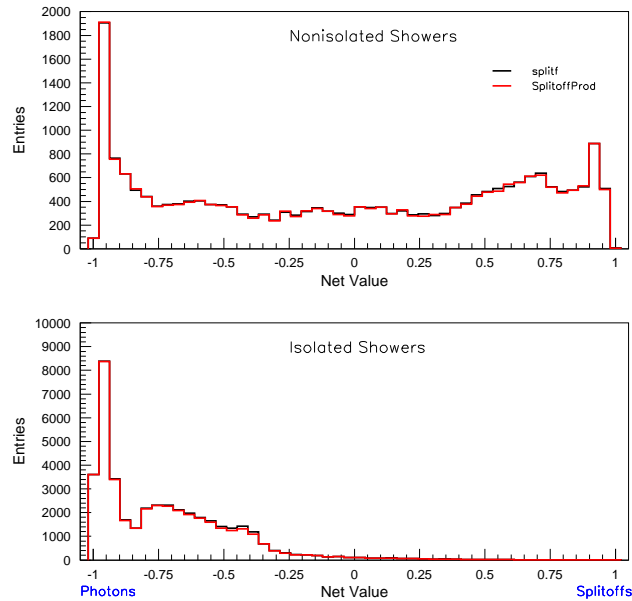 2000
1800
1600
1400
1200
1000
800
600
400
200
0
Entries
Nonisolated Showers
splitf
SplitoffProd
-1 -0.75 -0.5 -0.25 0 0.25 0.5 0.75 1
Net Value
10000
9000
8000
7000
6000
5000
4000
3000
2000
1000
0
Entries
Isolated Showers
-1 -0.75 -0.5 -0.25 0 0.25 0.5 0.75 1
Photons Net Value Splitoffs